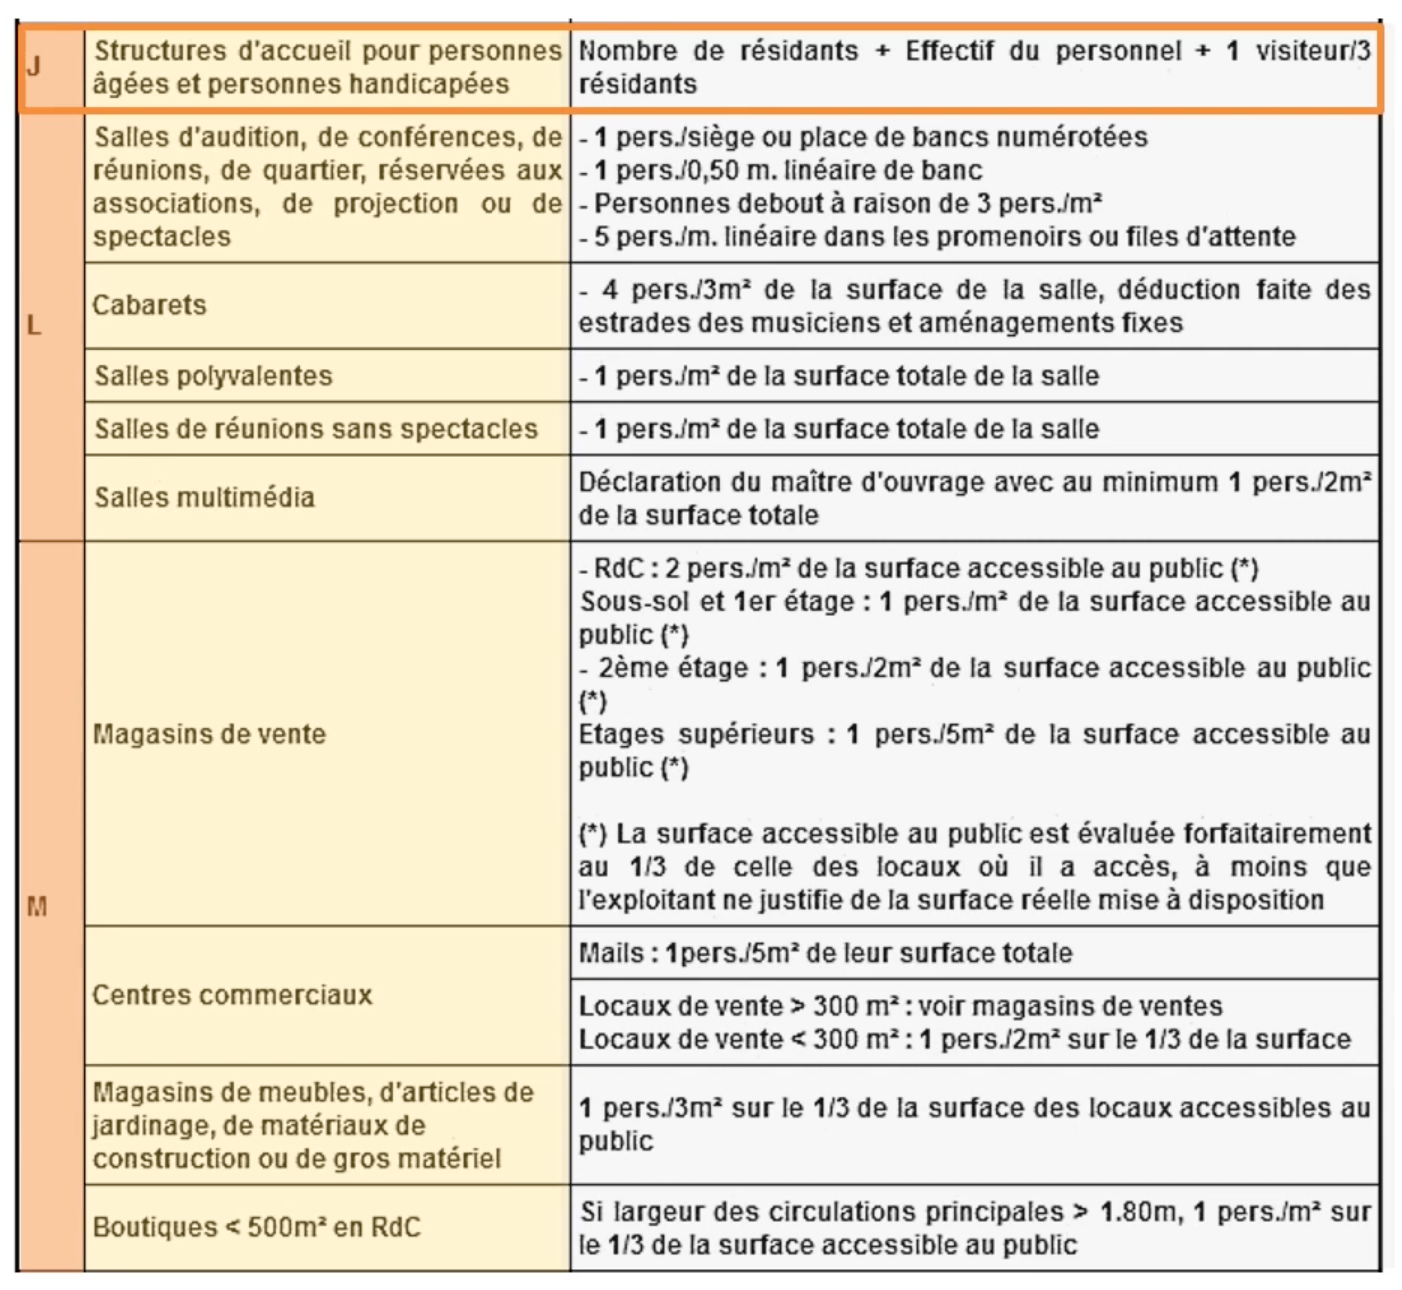 J
Structures d'accueil pour personnes
âgées et personnes handicapées
Nombre de résidants + Effectif du personnel + 1 visiteur/3
résidants
L
Salles d'audition, de conférences, de
réunions, de quartier, réservées aux
associations, de projection ou de
spectacles
- 1 pers./siège ou place de bancs numérotées
- 1 pers./0,50 m. linéaire de banc
- Personnes debout à raison de 3 pers./m²
- 5 pers./m. linéaire dans les promenoirs ou files d'attente
Cabarets
- 4 pers./3m² de la surface de la salle, déduction faite des
estrades des musiciens et aménagements fixes
Salles polyvalentes
- 1 pers./m² de la surface totale de la salle
Salles de réunions sans spectacles
- 1 pers./m² de la surface totale de la salle
Salles multimédia
Déclaration du maître d'ouvrage avec au minimum 1 pers./2m²
de la surface totale
M
Magasins de vente
- RdC : 2 pers./m² de la surface accessible au public (*)
Sous-sol et 1er étage : 1 pers./m² de la surface accessible au
public (*)
- 2ème étage : 1 pers./2m² de la surface accessible au public
(*)
Etages supérieurs : 1 pers./5m² de la surface accessible au
public (*)
(*) La surface accessible au public est évaluée forfaitairement
au 1/3 de celle des locaux où il a accès, à moins que
l'exploitant ne justifie de la surface réelle mise à disposition
Centres commerciaux
Mails : 1pers./5m² de leur surface totale
Locaux de vente > 300 m² : voir magasins de ventes
Locaux de vente < 300 m² : 1 pers./2m² sur le 1/3 de la surface
Magasins de meubles, d'articles de
jardinage, de matériaux de
construction ou de gros matériel
1 pers./3m² sur le 1/3 de la surface des locaux accessibles au
public
Boutiques < 500m² en RdC
Si largeur des circulations principales > 1.80m, 1 pers./m² sur
le 1/3 de la surface accessible au public